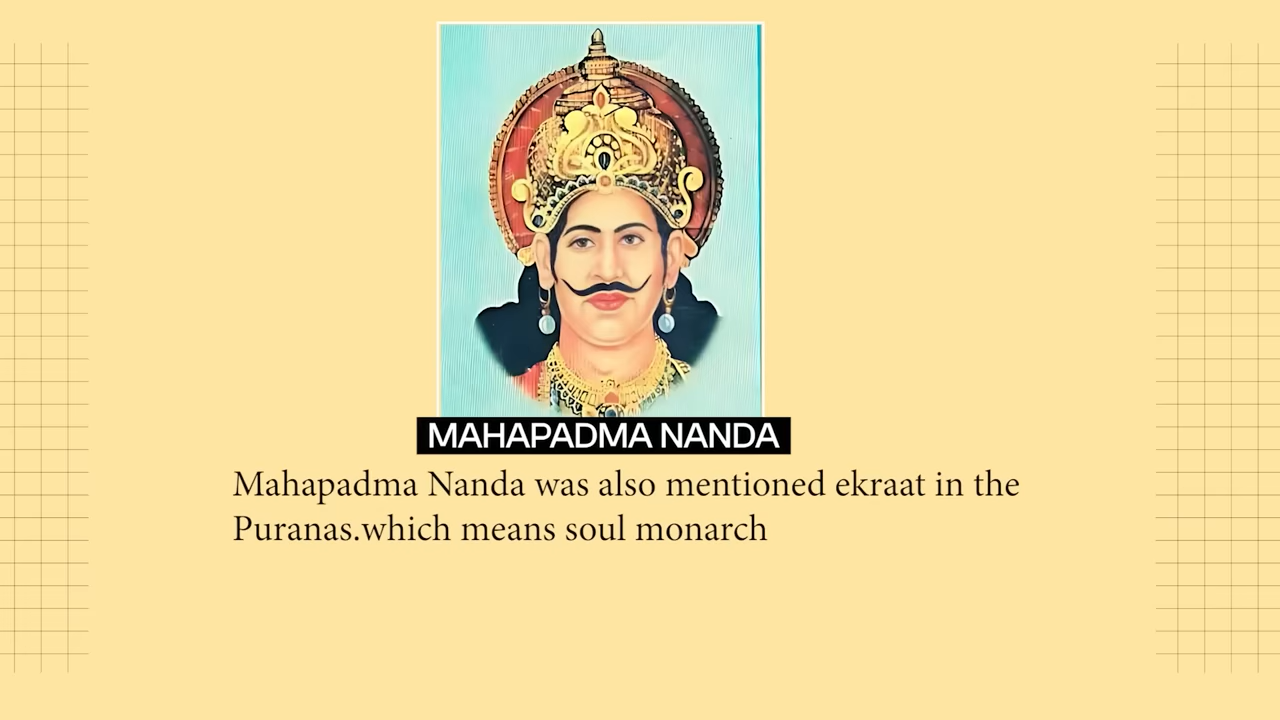 MAHAPADMA NANDA
Mahapadma Nanda was also mentioned ekraat in the
Puranas.which means soul monarch